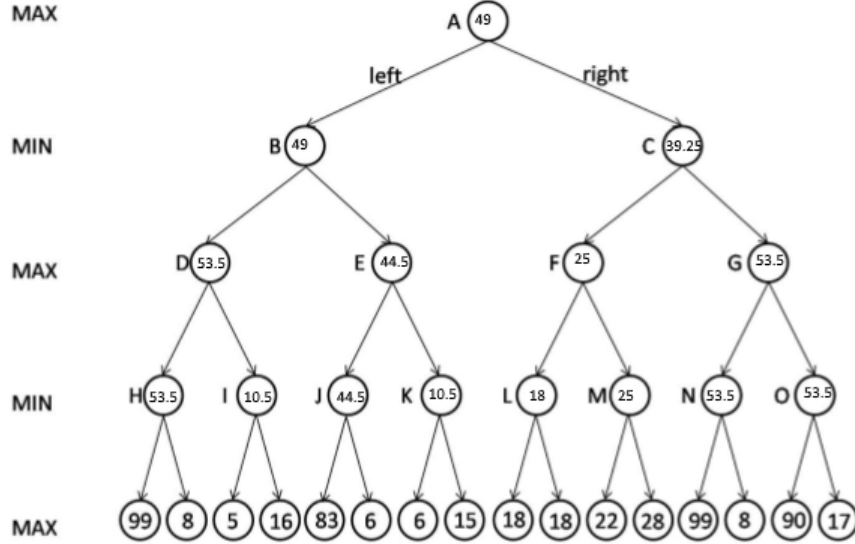 MAX A 49
left right
MIN B 49 C 39.25
MAX D 53.5 E 44.5 F 25 G 53.5
MIN H 53.5 I 10.5 J 44.5 K 10.5 L 18 M 25 N 53.5 O 53.5
MAX 99 8 5 16 83 6 6 15 18 18 22 28 99 8 90 17